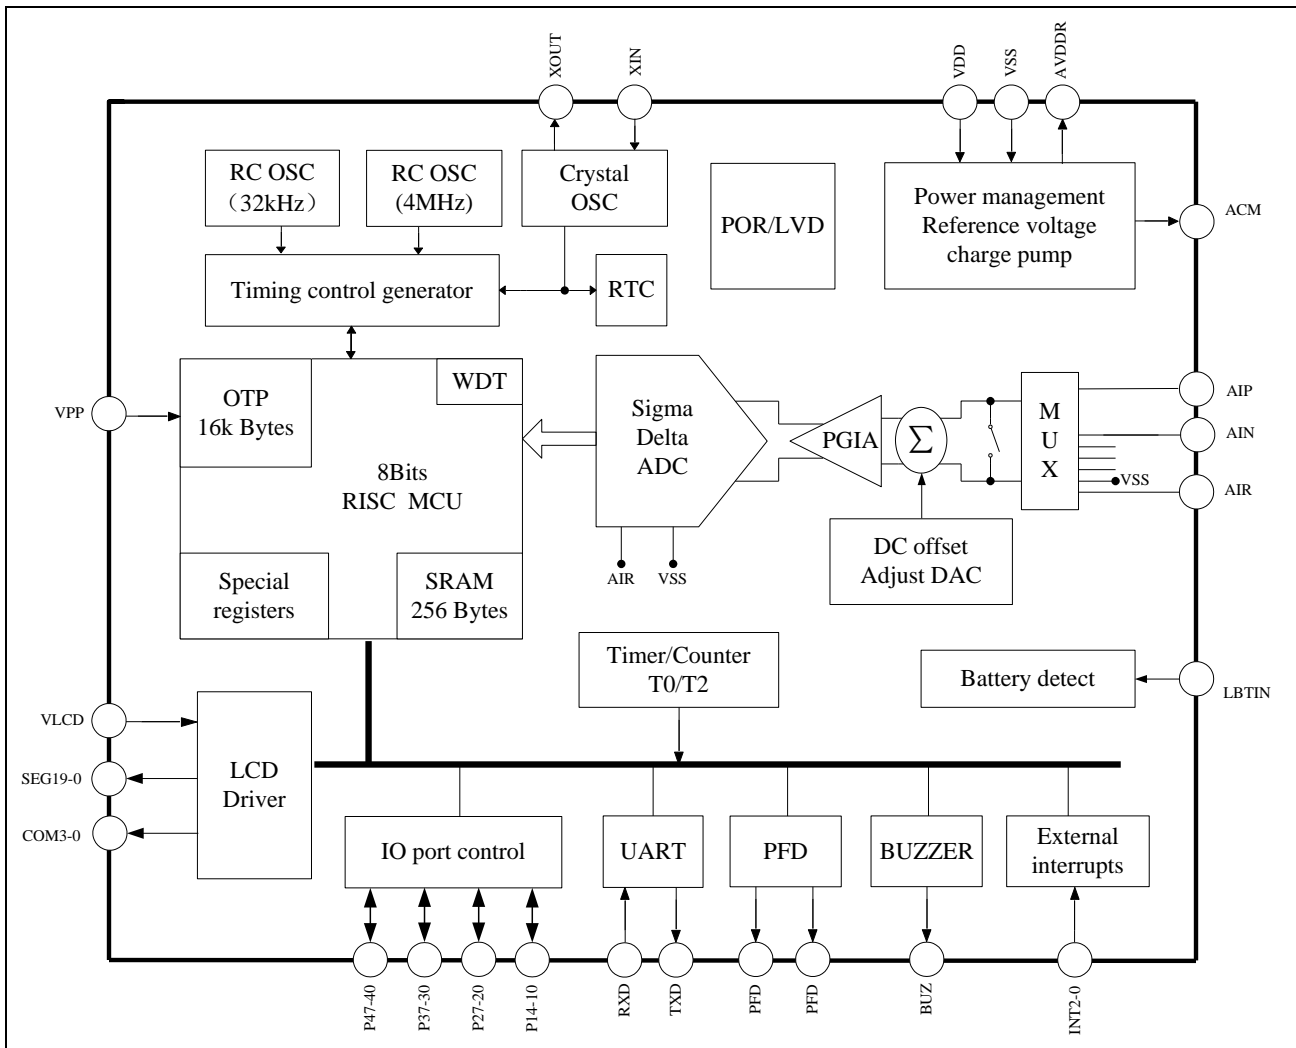 XOUT
XIN
VDD
VSS
AVDDR
RC OSC
（32kHz）
RC OSC
(4MHz)
Crystal
OSC
POR/LVD
Power management
Reference voltage
charge pump
ACM
Timing control generator
RTC
VPP
OTP
16k Bytes
WDT
8Bits
RISC MCU
Special
registers
SRAM
256 Bytes
Sigma
Delta
ADC
AIR
VSS
PGIA
Σ
DC offset
Adjust DAC
M
U
X
VSS
AIP
AIN
AIR
Timer/Counter
T0/T2
Battery detect
LBTIN
VLCD
SEG19-0
COM3-0
LCD
Driver
IO port control
UART
PFD
BUZZER
External
interrupts
P47-40
P37-30
P27-20
P14-10
RXD
TXD
PFD
PFD
BUZ
INT2-0